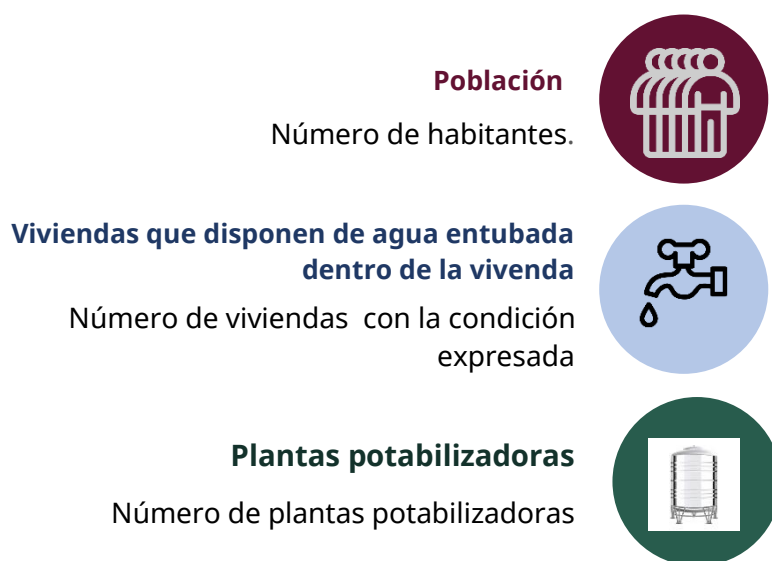 Población
Número de habitantes.
Viviendas que disponen de agua entubada
dentro de la vivenda
Número de viviendas con la condición
expresada
Plantas potabilizadoras
Número de plantas potabilizadoras